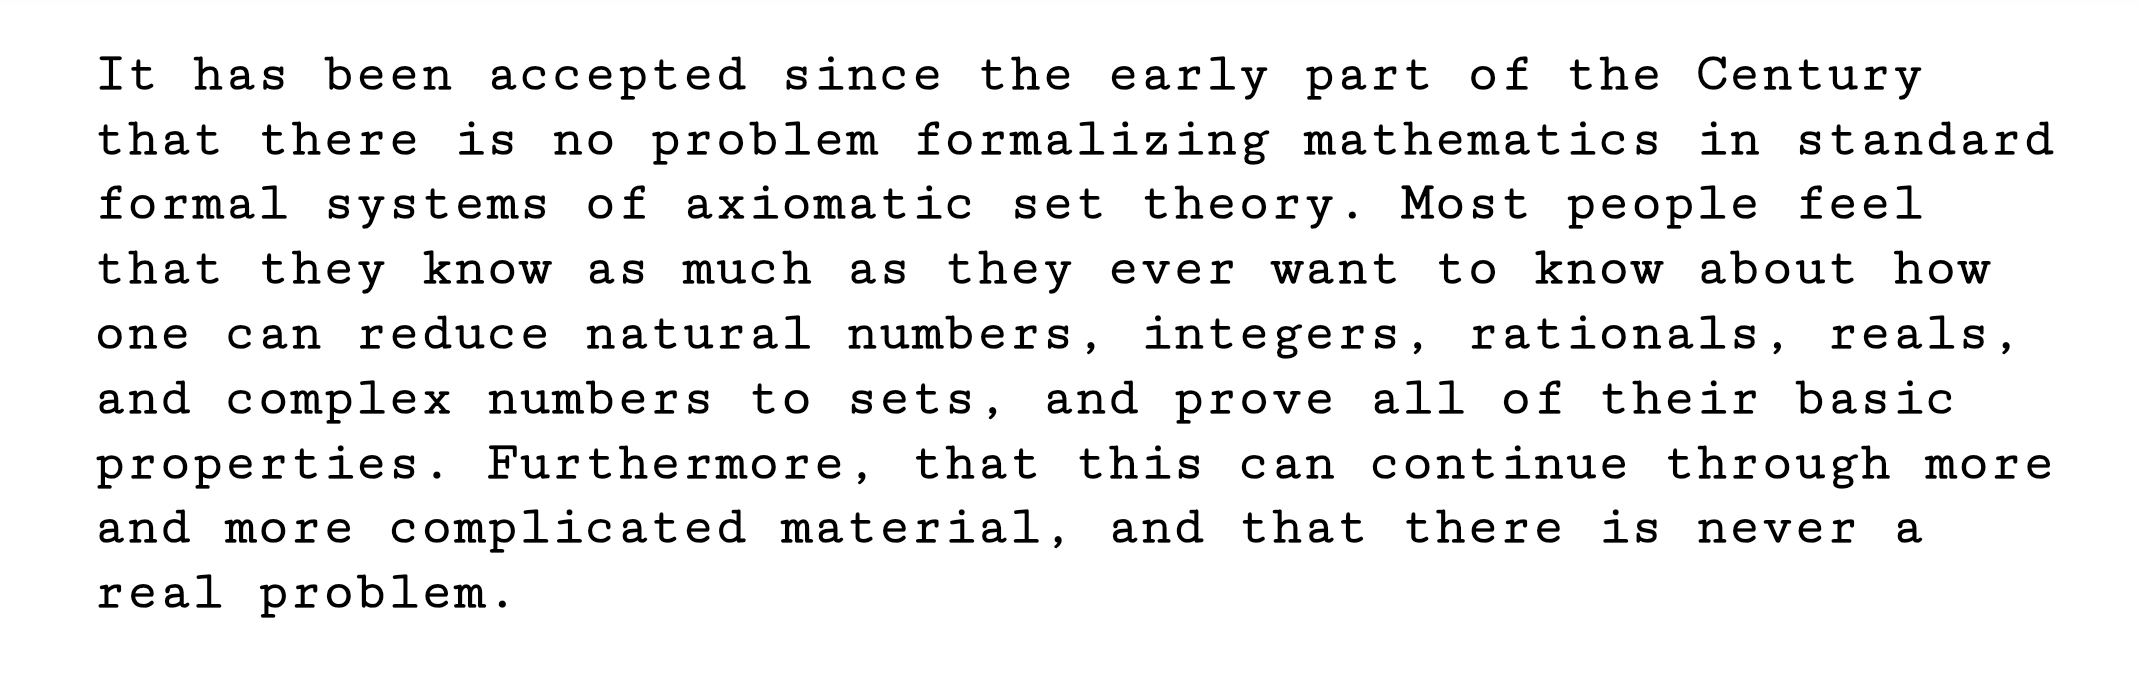 It has been accepted since the early part of the Century
that there is no problem formalizing mathematics in standard
formal systems of axiomatic set theory. Most people feel
that they know as much as they ever want to know about how
one can reduce natural numbers, integers, rationals, reals,
and complex numbers to sets, and prove all of their basic
properties. Furthermore, that this can continue through more
and more complicated material, and that there is never a
real problem.